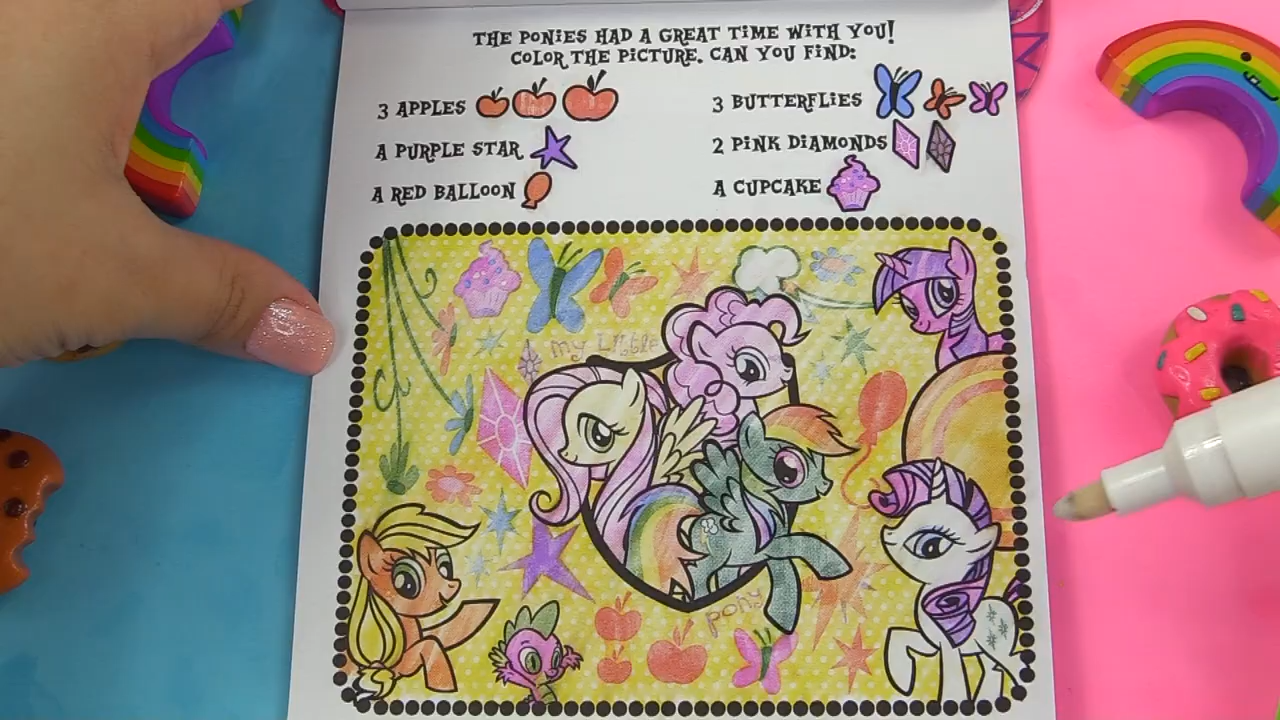 THE PONIES HAD A GREAT TIME WITH YOU!
COLOR THE PICTURE. CAN YOU FIND:
3 APPLES
3 BUTTERFLIES
A PURPLE STAR
2 PINK DIAMONDS
A RED BALLOON
A CUPCAKE
my Little
pony